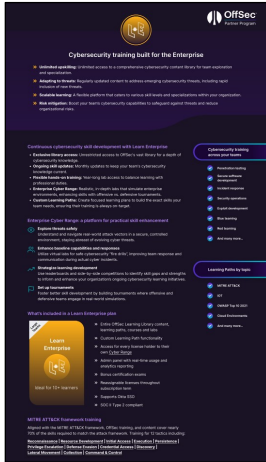 OffSec
Partner Program
Cybersecurity training built for the Enterprise
Unlimited upskilling: Unlimited access to a comprehensive cybersecurity content library for team exploration
and specialization.
Adapting to threats: Regularly updated content to address emerging cybersecurity threats, including rapid
inclusion of new threats.
Scalable learning: A flexible platform that caters to various skill levels and specializations within your organization.
Risk mitigation: Boost your team's cybersecurity capabilities to safeguard against threats and reduce
organizational risks.
Continuous cybersecurity skill development with Learn Enterprise
Exclusive library access: Unrestricted access to OffSec's vast library for a depth of
cybersecurity knowledge.
Ongoing skill updates: Monthly updates to keep your team's cybersecurity
knowledge current
Flexible hands-on training: Year-long lab access to balance learning with
professional duties.
Enterprise Cyber Range: Realistic, in-depth labs that simulate enterprise
environments; enhancing skills with offensive vs. defensive tournaments.
Custom Learning Paths: Create focused learning plans to build the exact skills your
team needs, ensuring their training is always on target.
Cybersecurity training
across your teams
Penetration testing
Secure software
development
Incident response
Security operations
Exploit development
Blue teaming
Red teaming
And many more...
Enterprise Cyber Range: a platform for practical skill enhancement
Explore threats safely
Understand and navigate real-world attack vectors in a secure, controlled
environment, staying ahead of evolving cyber threats.
Enhance baseline capabilities and responses
Utilize virtual labs for safe cybersecurity 'fire drills', improving team response and
communication during actual cyber incidents.
Strategize learning development
Use leaderboards and side-by-side competitions to identify skill gaps and strengths
to inform and enhance your organizations ongoing cybersecurity learning initiatives.
Set up tournaments
Foster better skill development by building tournaments where offensive and
defensive teams engage in real-world simulations.
Learning Paths by topic
MITRE ATT&CK
IOT
OWASP Top 10 2021
Cloud Environments
And many more...
What's included in a Learn Enterprise plan
Learn
Enterprise
Ideal for 10+ learners
Entire OffSec Learning Library content,
learning paths, courses and labs
Custom Learning Path functionality
Access for every license holder to their
own Cyber Range
Admin panel with real-time usage and
analytics reporting
Bonus certification assets
Reassignable licenses throughout
subscription term
Supports Okta SSO
SOC II Type 2 compliant
MITRE ATT&CK framework training
Aligned with the MITRE ATT&CK framework, OffSec training, and content cover nearly
70% of the skills required to match the attack framework. Training for 12 tactics including:
Reconnaissance | Resource Development | Initial Access | Execution | Persistence |
Privilege Escalation | Defense Evasion | Credential Access | Discovery |
Lateral Movement | Collection | Command & Control